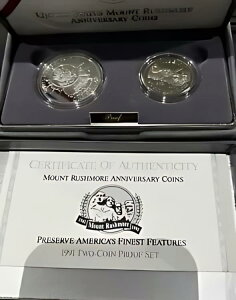 Mount Rushmore
Anniversary Coins
Proof
Certificate of Authenticity
Mount Rushmore Anniversary Coins
Mount Rushmore
Preserve America's Finest Features
1991 Two-Coin Proof Set